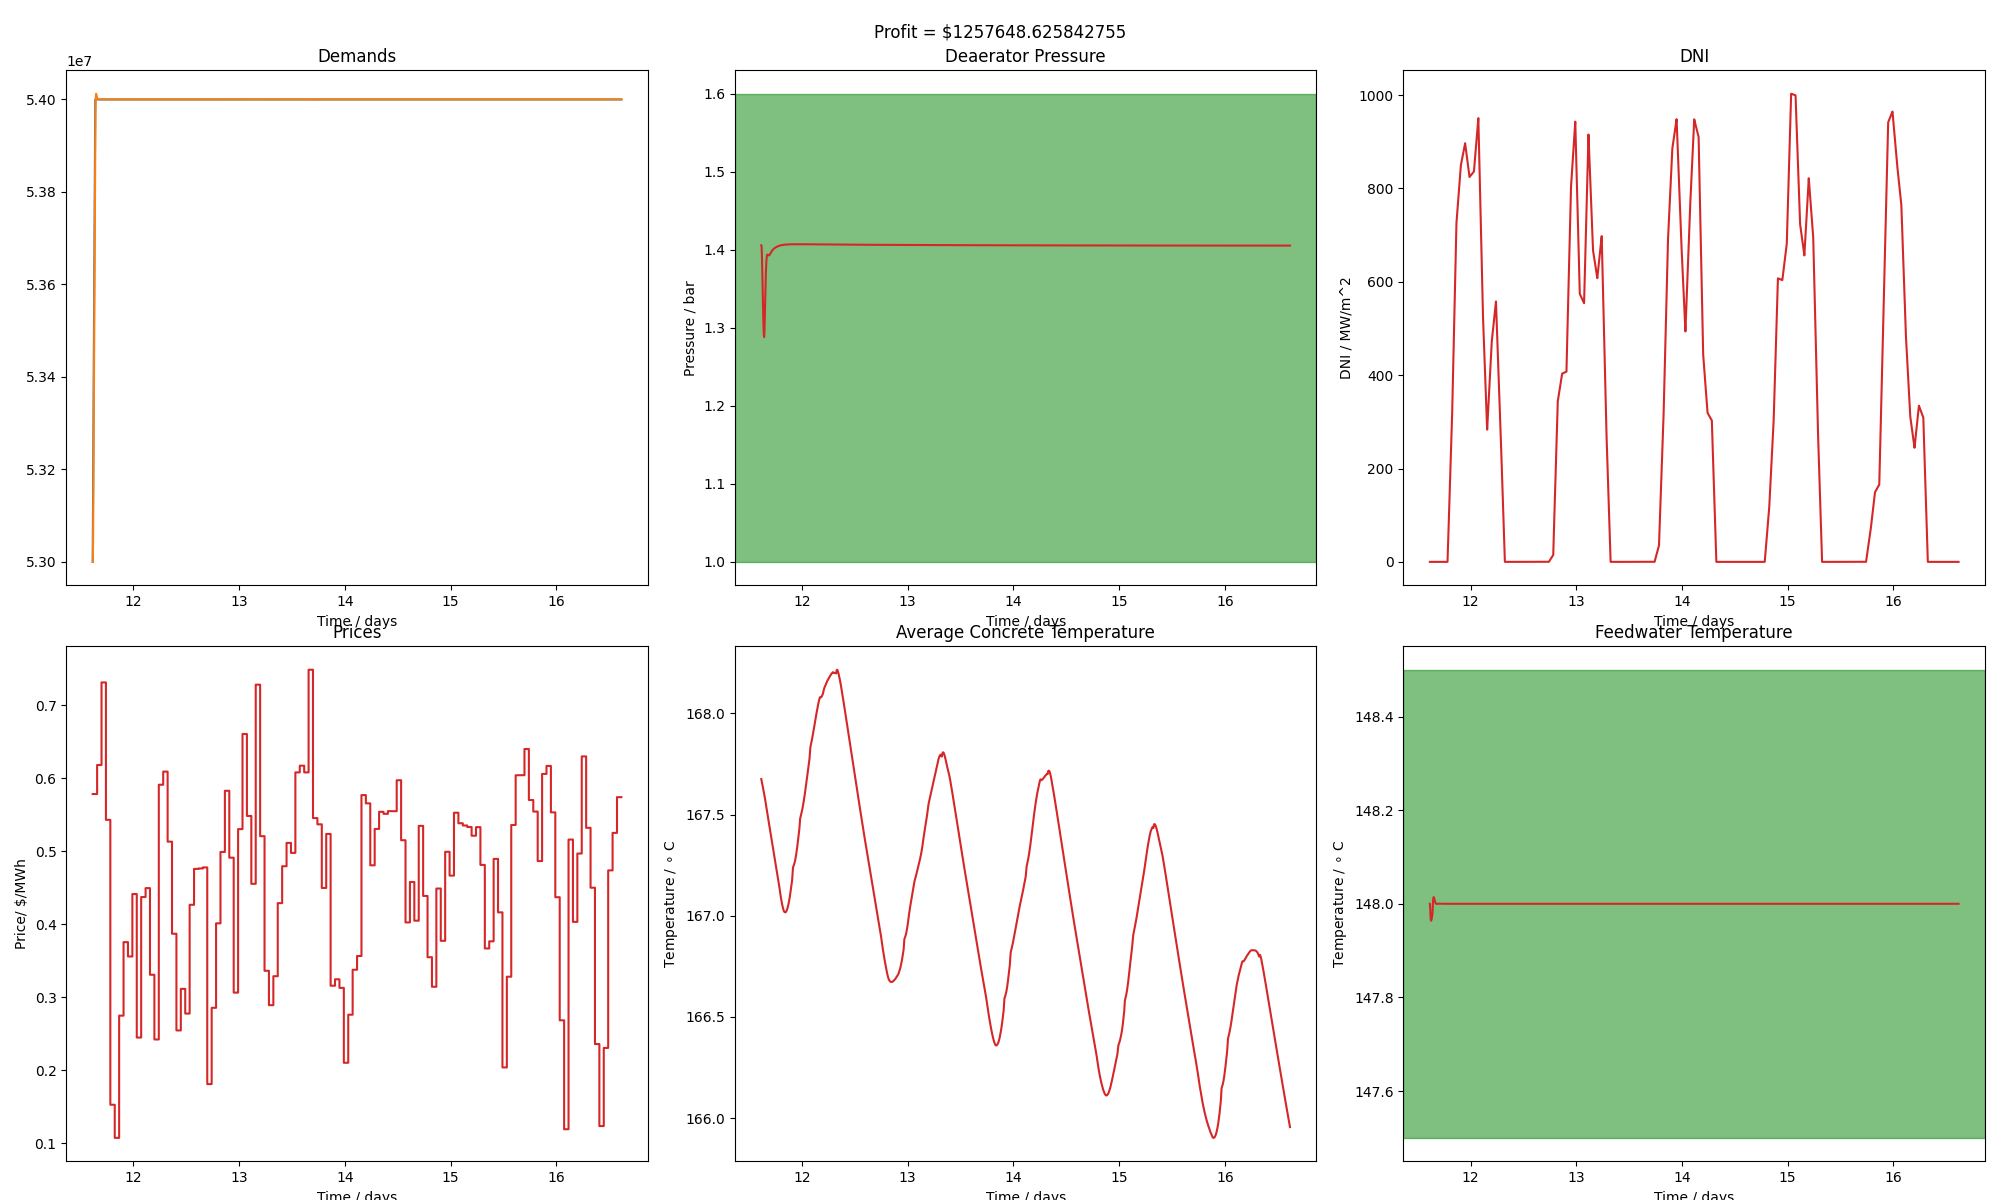 Profit = $1257648.625842755
Demands
1e7
5.40
5.38
5.36
5.34
5.32
5.30
12 13 14 15 16
Time / days
Deaerator Pressure
Pressure / bar
1.6
1.5
1.4
1.3
1.2
1.1
1.0
12 13 14 15 16
Time / days
DNI
DNI / MW/m^2
1000
800
600
400
200
0
12 13 14 15 16
Time / days
Prices
Price/ $/MWh
0.7
0.6
0.5
0.4
0.3
0.2
0.1
12 13 14 15 16
Time / days
Average Concrete Temperature
Temperature / ∘ C
168.0
167.5
167.0
166.5
166.0
12 13 14 15 16
Time / days
Feedwater Temperature
Temperature / ∘ C
148.4
148.2
148.0
147.8
147.6
12 13 14 15 16
Time / days